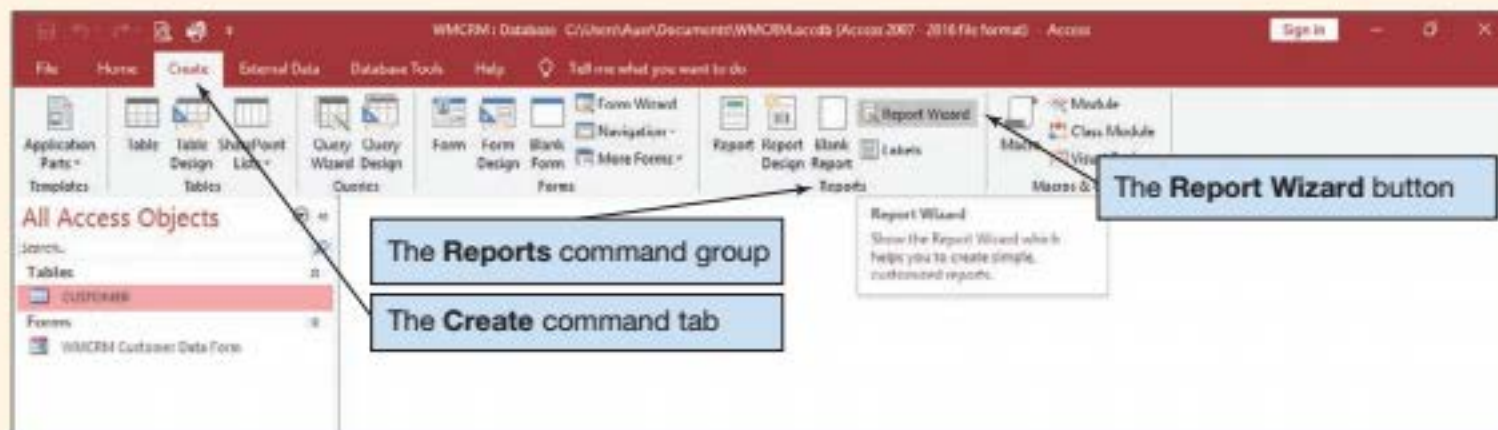 WMCRM : Database- C:\Users\Auer\Documents\WMCRM.accdb (Access 2007 - 2016 file format) - Access
Sign in
File Home Create External Data Database Tools Help Tell me what you want to do
Application Parts
Table
Table Design
SharePoint Lists
Query Wizard
Query Design
Form
Form Design
Blank Form
Form Wizard
Navigation
More Forms
Report
Report Design
Blank Report
Report Wizard
Labels
Macro
Module
Class Module
Templates Tables Queries Forms Reports Macros &
The Report Wizard button
All Access Objects
Search...
Tables
CUSTOMER
Forms
WMCRM Customer Data Form
The Reports command group
The Create command tab
Report Wizard
Show the Report Wizard which
helps you to create simple,
customized reports.